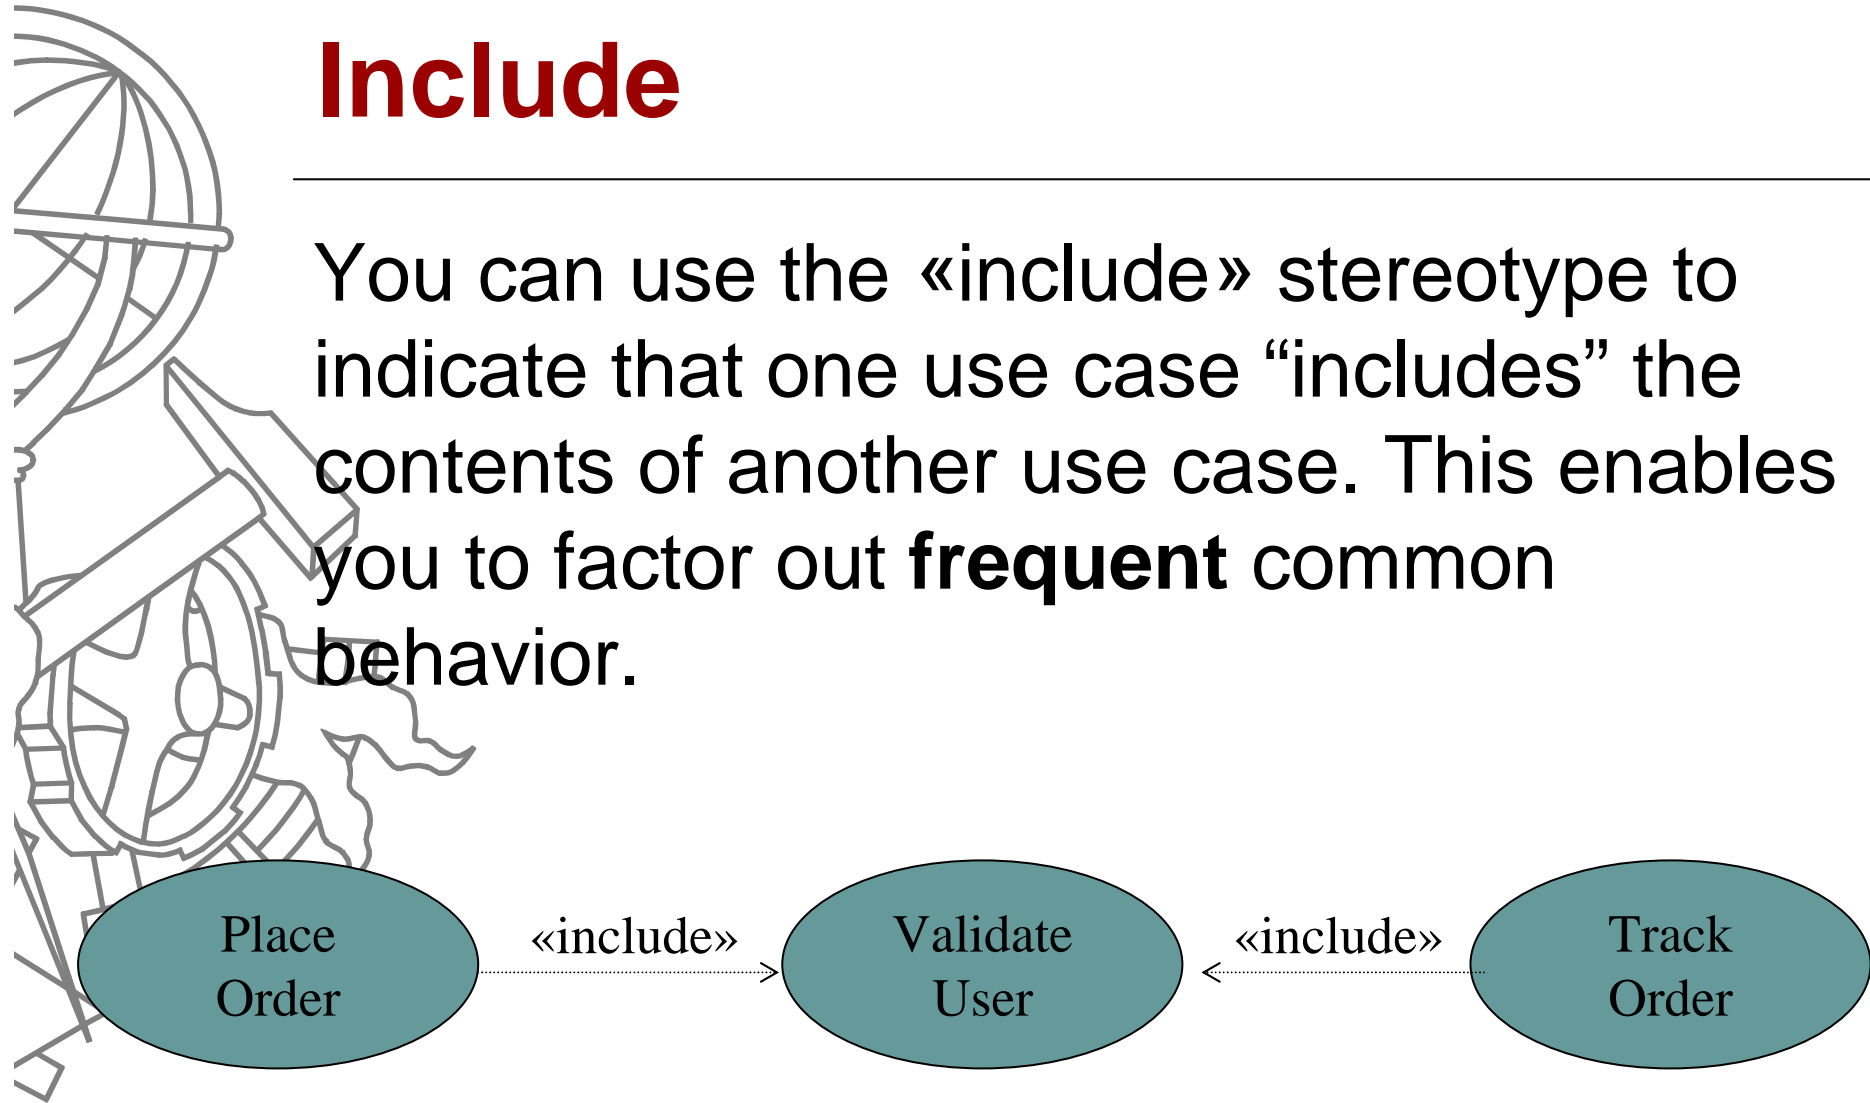 Include
You can use the «include» stereotype to
indicate that one use case “includes” the
contents of another use case. This enables
you to factor out frequent common
behavior.
Place
Order
«include»
Validate
User
«include»
Track
Order